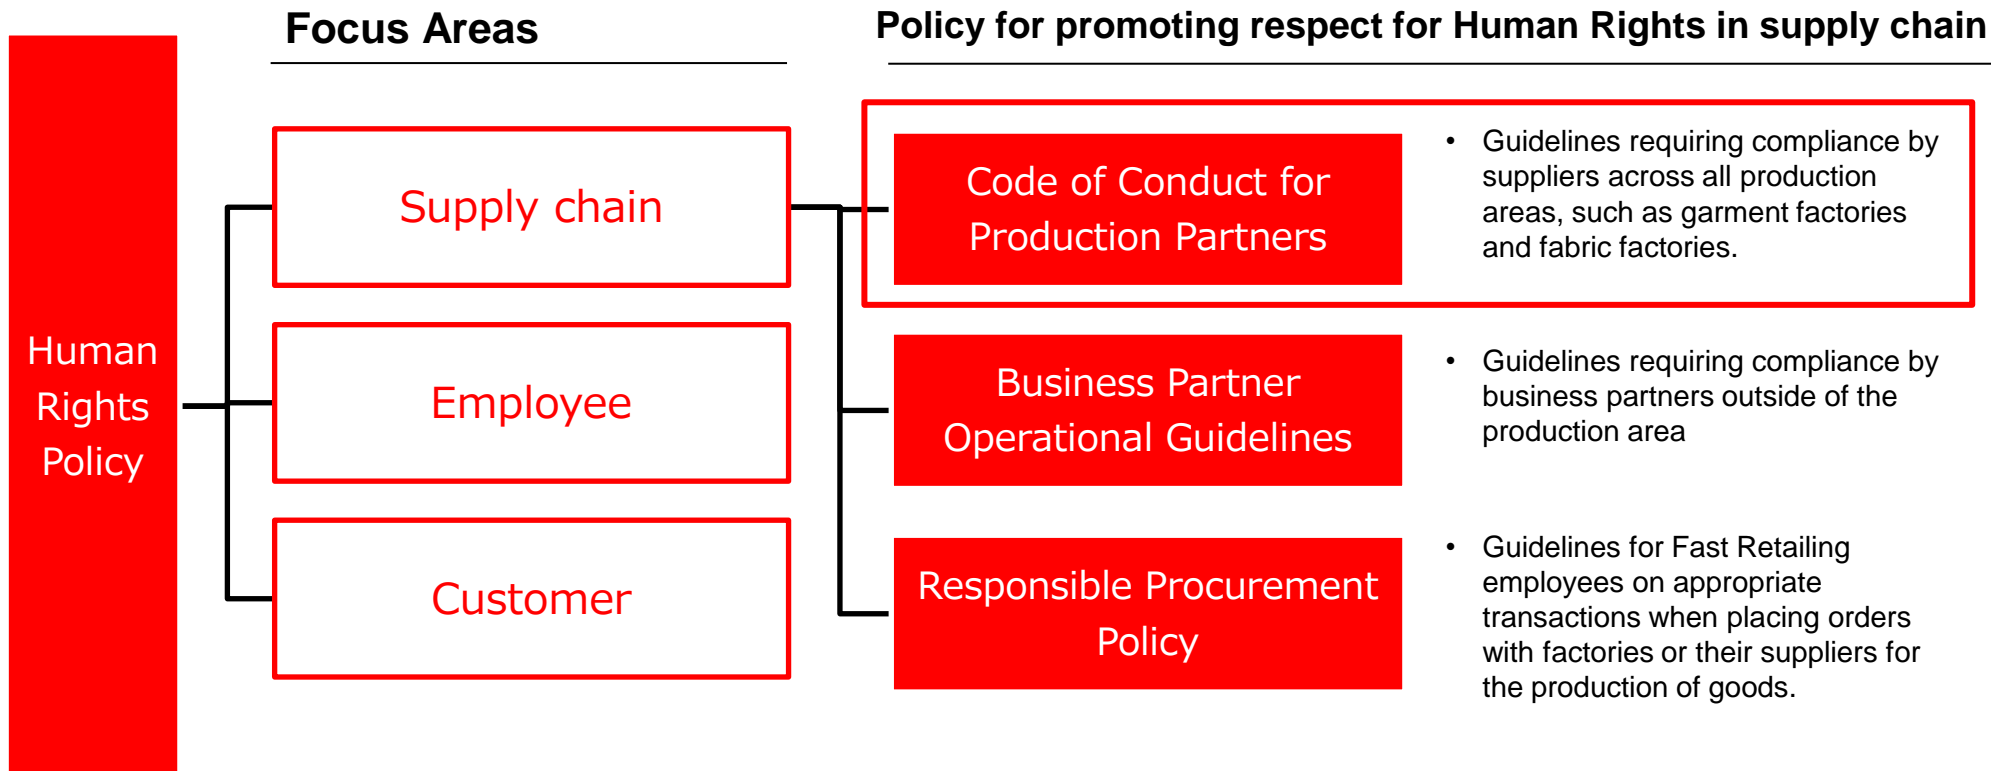 Focus Areas
Policy for promoting respect for Human Rights in supply chain
Human
Rights
Policy
Supply chain
Employee
Customer
Code of Conduct for
Production Partners
• Guidelines requiring compliance by
suppliers across all production
areas, such as garment factories
and fabric factories.
Business Partner
Operational Guidelines
• Guidelines requiring compliance by
business partners outside of the
production area
Responsible Procurement
Policy
• Guidelines for Fast Retailing
employees on appropriate
transactions when placing orders
with factories or their suppliers for
the production of goods.